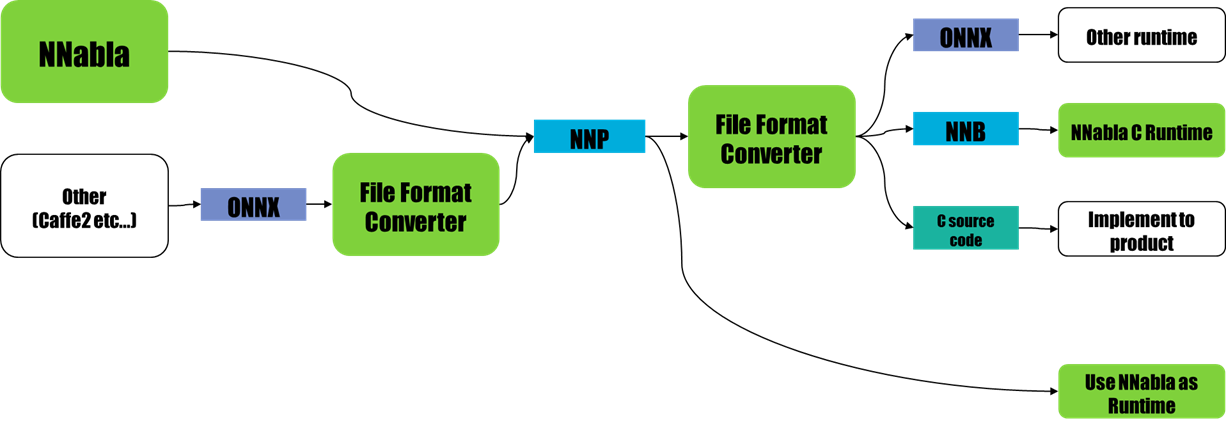 NNabla
Other
(Caffe2 etc...)
ONNX
File Format
Converter
NNP
File Format
Converter
ONNX
Other runtime
NNB
NNabla C Runtime
C source
code
Implement to
product
Use NNabla as
Runtime